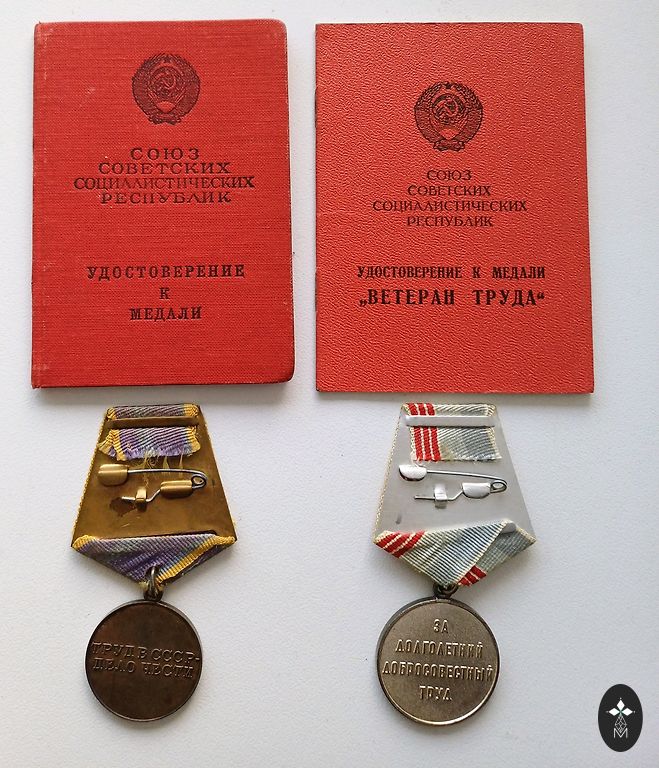 СОЮЗ
СОВЕТСКИХ
СОЦИАЛИСТИЧЕСКИХ
РЕСПУБЛИК
УДОСТОВЕРЕНИЕ
К
МЕДАЛИ
СОЮЗ
СОВЕТСКИХ
СОЦИАЛИСТИЧЕСКИХ
РЕСПУБЛИК
УДОСТОВЕРЕНИЕ К МЕДАЛИ
„ВЕТЕРАН ТРУДА“
ТРУД В СССР-
ДЕЛО ЧЕСТИ
ЗА
ДОЛГОЛЕТНИЙ
ДОБРОСОВЕСТНЫЙ
ТРУД
М